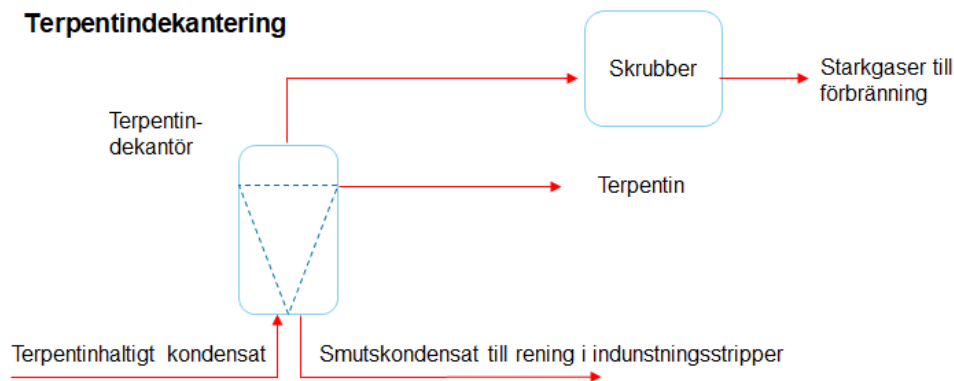 Terpentindekantering
Skrubber
Starkgaser till
förbränning
Terpentin-
dekantör
Terpentin
Terpentinhaltigt kondensat
Smutskondensat till rening i indunstningsstripper